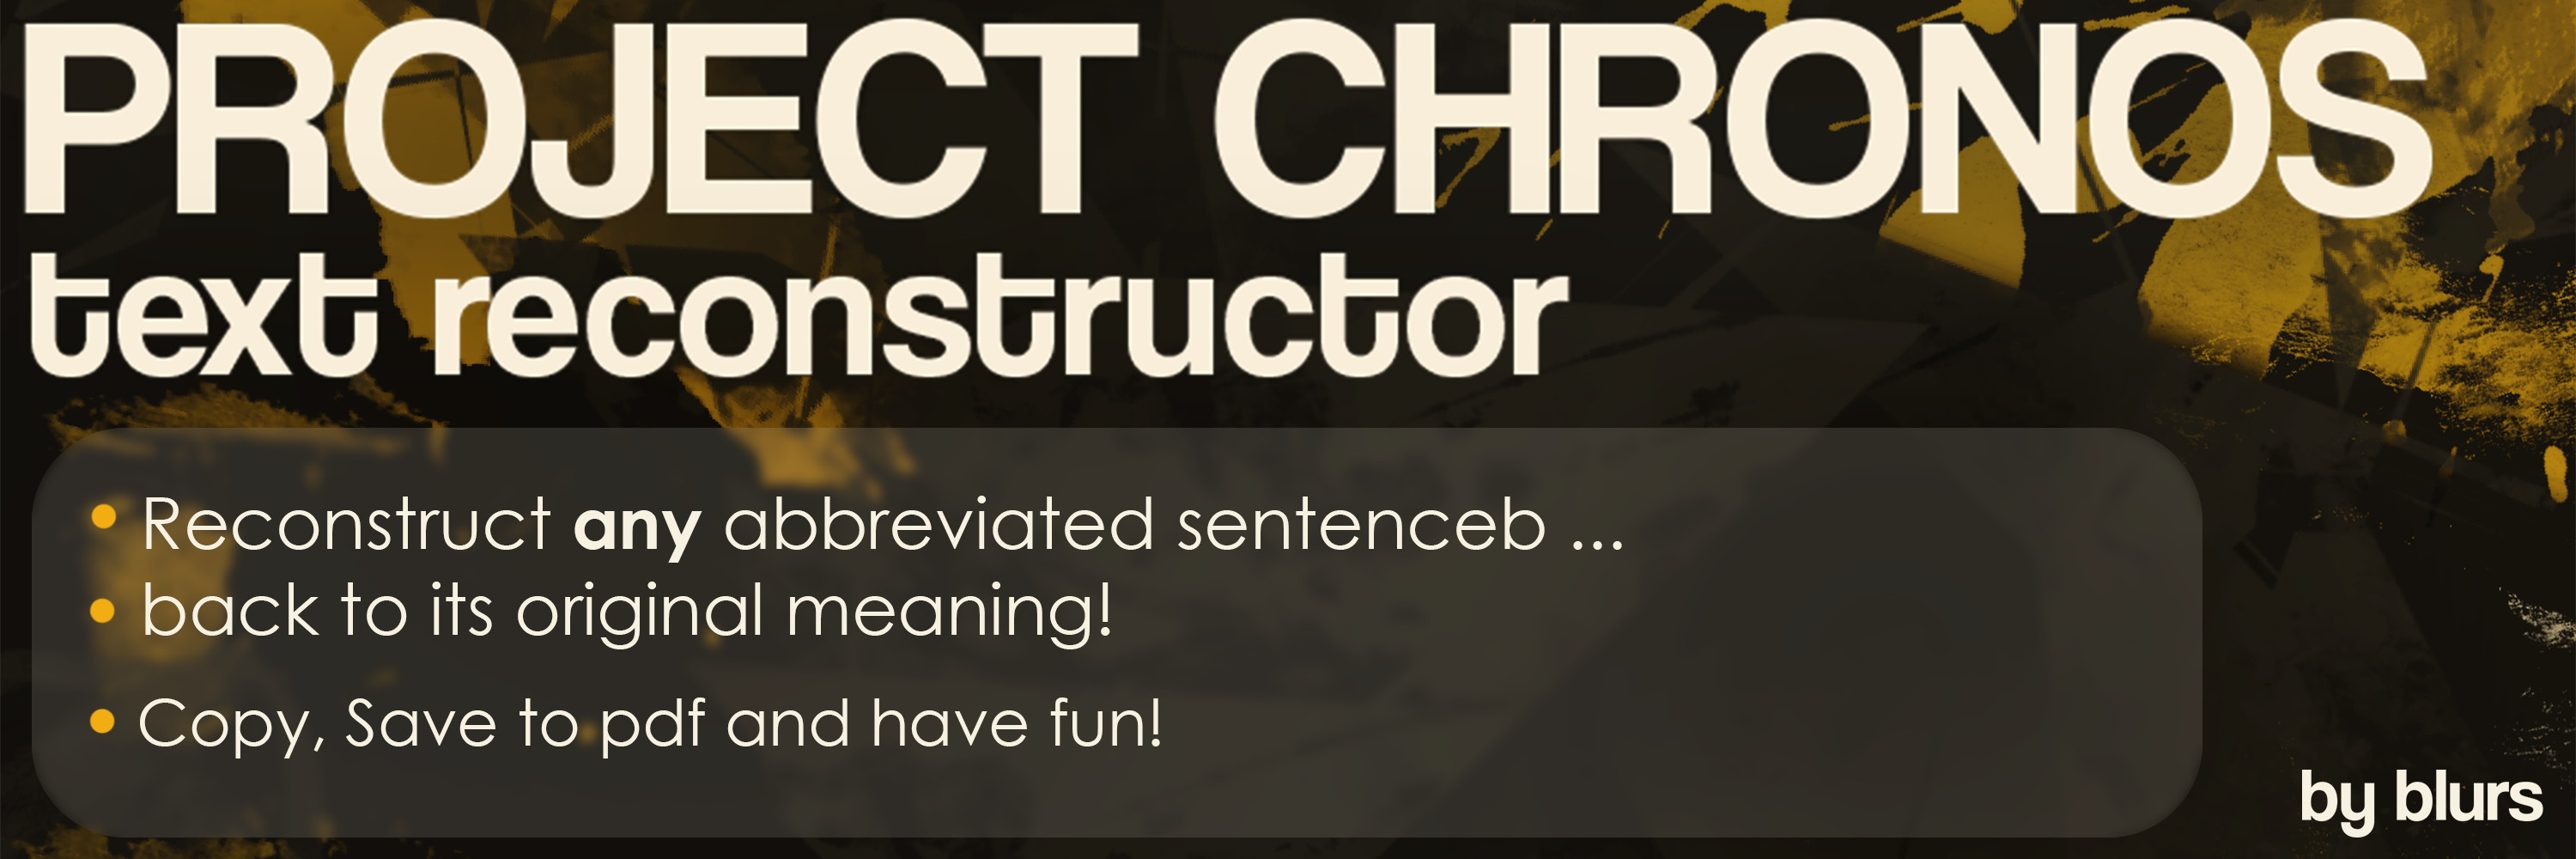 PROJECT CHRONOS
text reconstructor
• Reconstruct any abbreviated sentenceb ...
• back to its original meaning!
• Copy, Save to pdf and have fun!
by blurs